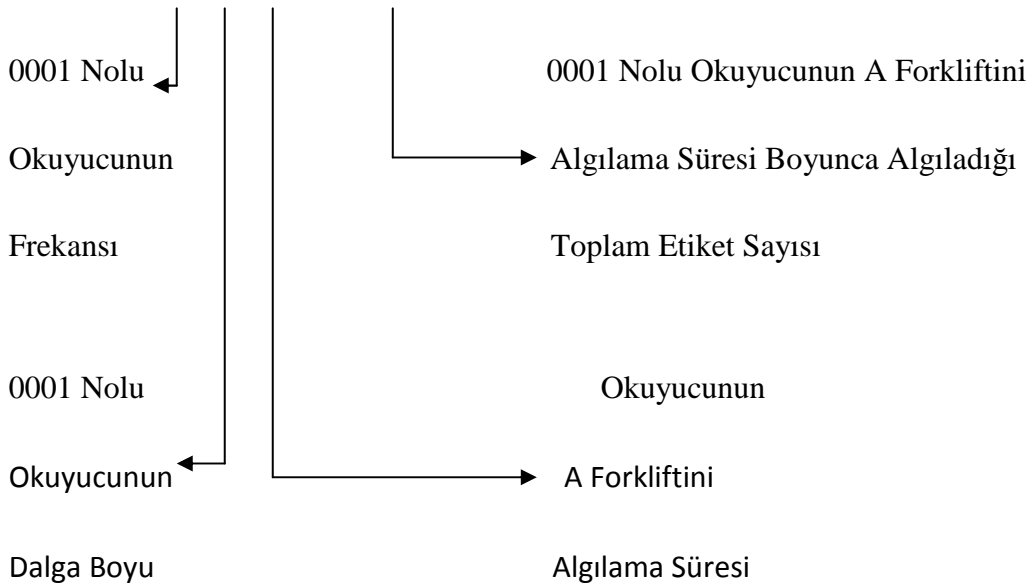 0001 Nolu 0001 Nolu Okuyucunun A Forkliftini
Okuyucunun Algılama Süresi Boyunca Algıladığı
Frekansı Toplam Etiket Sayısı
0001 Nolu Okuyucunun
Okuyucunun A Forkliftini
Dalga Boyu Algılama Süresi